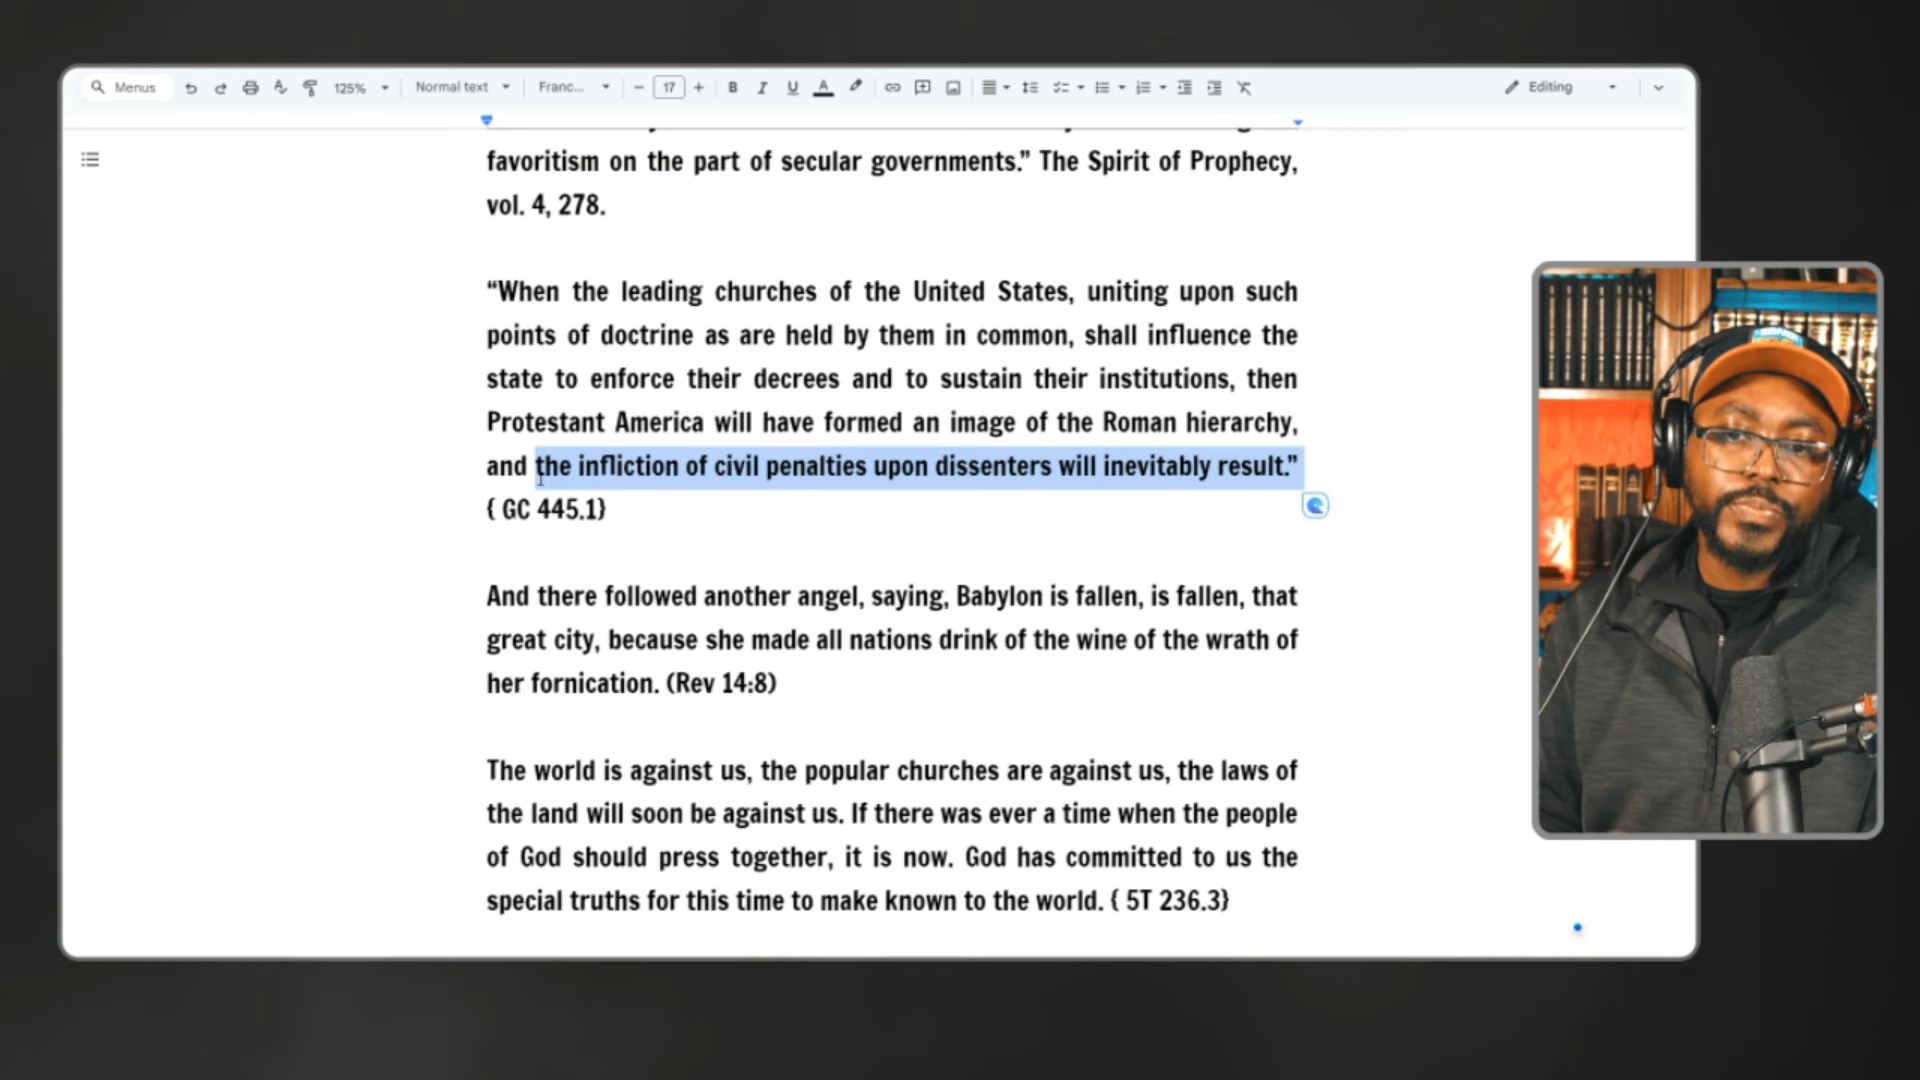 Menus
125%
Normal text
Franc...
17
B
I
U
A
Editing
favoritism on the part of secular governments.” The Spirit of Prophecy,
vol. 4, 278.
“When the leading churches of the United States, uniting upon such
points of doctrine as are held by them in common, shall influence the
state to enforce their decrees and to sustain their institutions, then
Protestant America will have formed an image of the Roman hierarchy,
and the infliction of civil penalties upon dissenters will inevitably result.”
{ GC 445.1}
And there followed another angel, saying, Babylon is fallen, is fallen, that
great city, because she made all nations drink of the wine of the wrath of
her fornication. (Rev 14:8)
The world is against us, the popular churches are against us, the laws of
the land will soon be against us. If there was ever a time when the people
of God should press together, it is now. God has committed to us the
special truths for this time to make known to the world. { 5T 236.3}